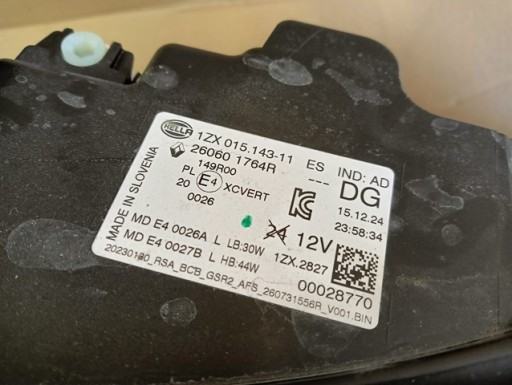 HELLA
1ZX 015.143-11 ES IND: AD
26060 1764R --- DG
149R00
PL E4 XCVERT
20 0026
15.12.24
23:58:34
MADE IN SLOVENIA
MD E4 0026A L LB:30W 24 12V
MD E4 0027B L HB:44W 1ZX.2827
00028770
RSA_BCB_GSR2_AFS_260731556R_V001.BIN